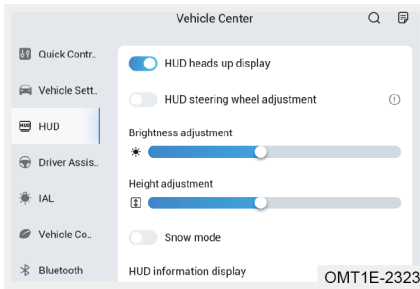 Vehicle Center
Quick Contr..
Vehicle Sett..
HUD
Driver Assis..
IAL
Vehicle Co..
Bluetooth
HUD heads up display
HUD steering wheel adjustment
Brightness adjustment
Height adjustment
Snow mode
HUD information display
OMT1E-2323